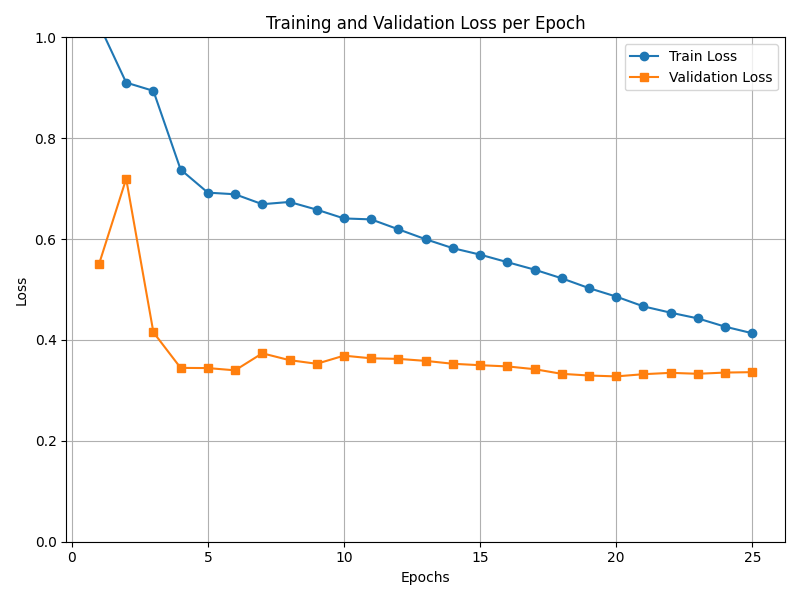 Training and Validation Loss per Epoch
Train Loss
Validation Loss
1.0
0.8
0.6
0.4
0.2
0.0
Loss
0 5 10 15 20 25
Epochs